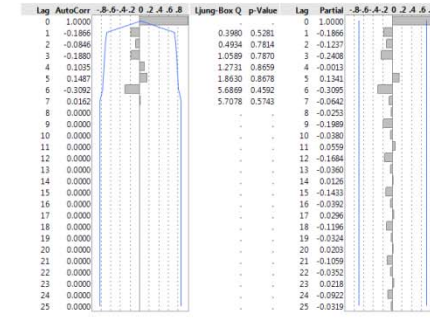 Lag AutoCorr -.8-.6-.4-.2 0 .2 .4 .6 .8 Ljung-Box Q p-Value Lag Partial -.8-.6-.4-.2 0 .2 .4 .6 .8
0 1.0000 . . 0 1.0000
1 -0.1866 0.3980 0.5281 1 -0.1866
2 -0.0846 0.4934 0.7814 2 -0.1237
3 -0.1880 1.0589 0.7870 3 -0.2408
4 0.1035 1.2731 0.8659 4 -0.0013
5 0.1487 1.8630 0.8678 5 0.1341
6 -0.3092 5.6869 0.4592 6 -0.3095
7 0.0162 5.7078 0.5743 7 -0.0642
8 0.0000 . . 8 -0.0253
9 0.0000 . . 9 -0.1989
10 0.0000 . . 10 -0.0380
11 0.0000 . . 11 0.0559
12 0.0000 . . 12 -0.1684
13 0.0000 . . 13 -0.0360
14 0.0000 . . 14 0.0126
15 0.0000 . . 15 -0.1433
16 0.0000 . . 16 -0.0392
17 0.0000 . . 17 0.0296
18 0.0000 . . 18 -0.1196
19 0.0000 . . 19 -0.0324
20 0.0000 . . 20 0.0203
21 0.0000 . . 21 -0.1059
22 0.0000 . . 22 -0.0352
23 0.0000 . . 23 0.0218
24 0.0000 . . 24 -0.0922
25 0.0000 . . 25 -0.0319